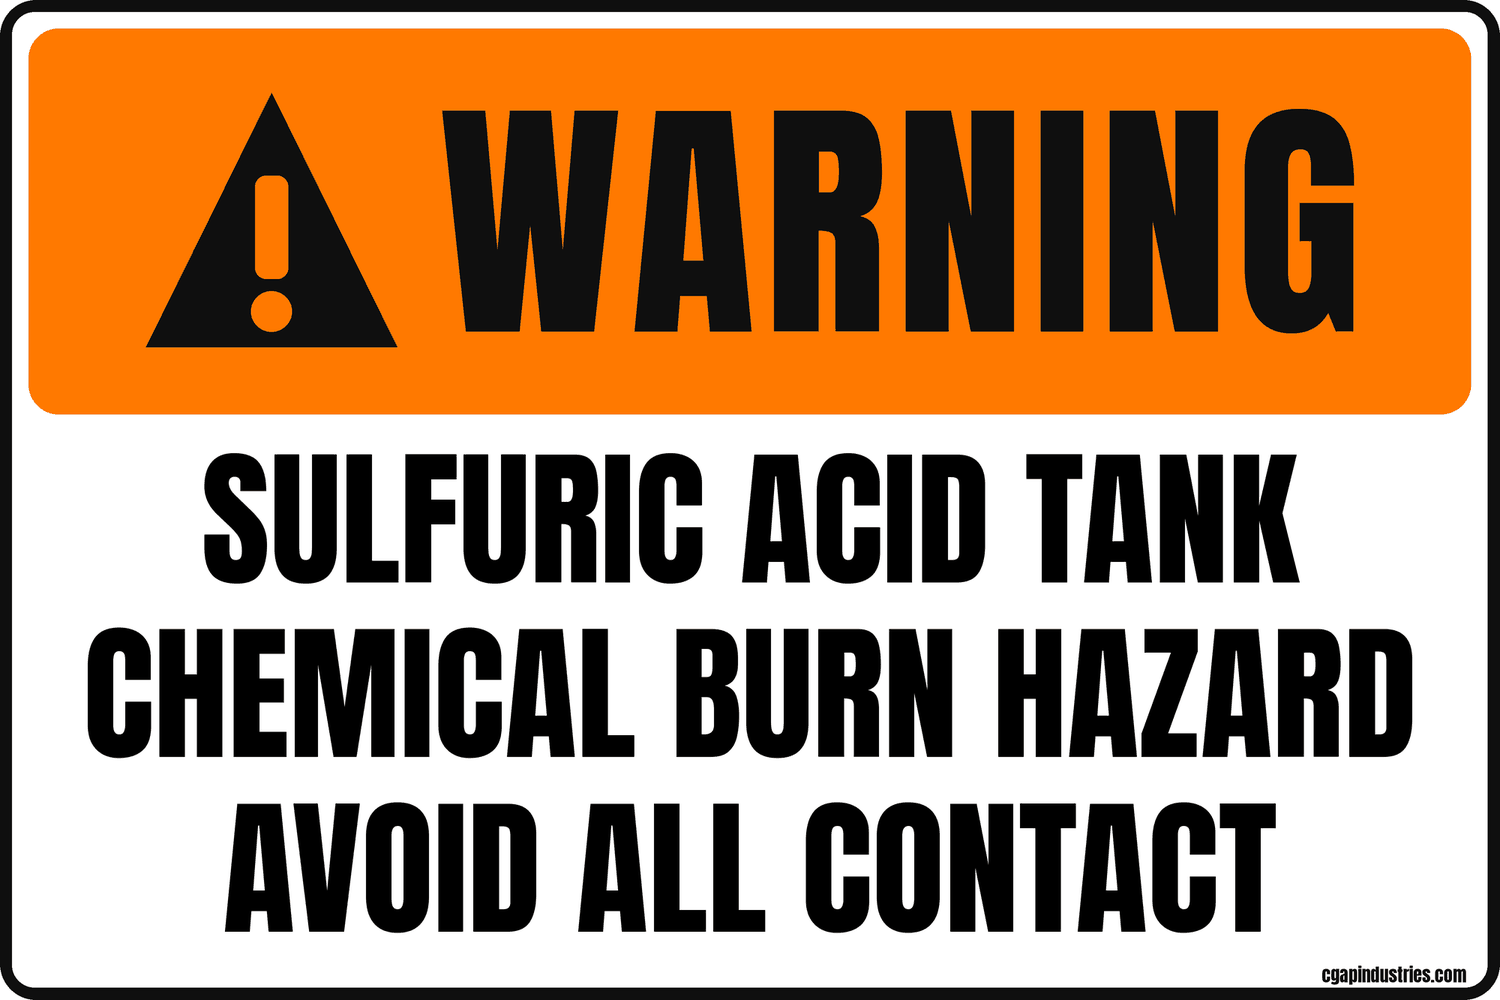 WARNING
SULFURIC ACID TANK
CHEMICAL BURN HAZARD
AVOID ALL CONTACT
cgapindustries.com